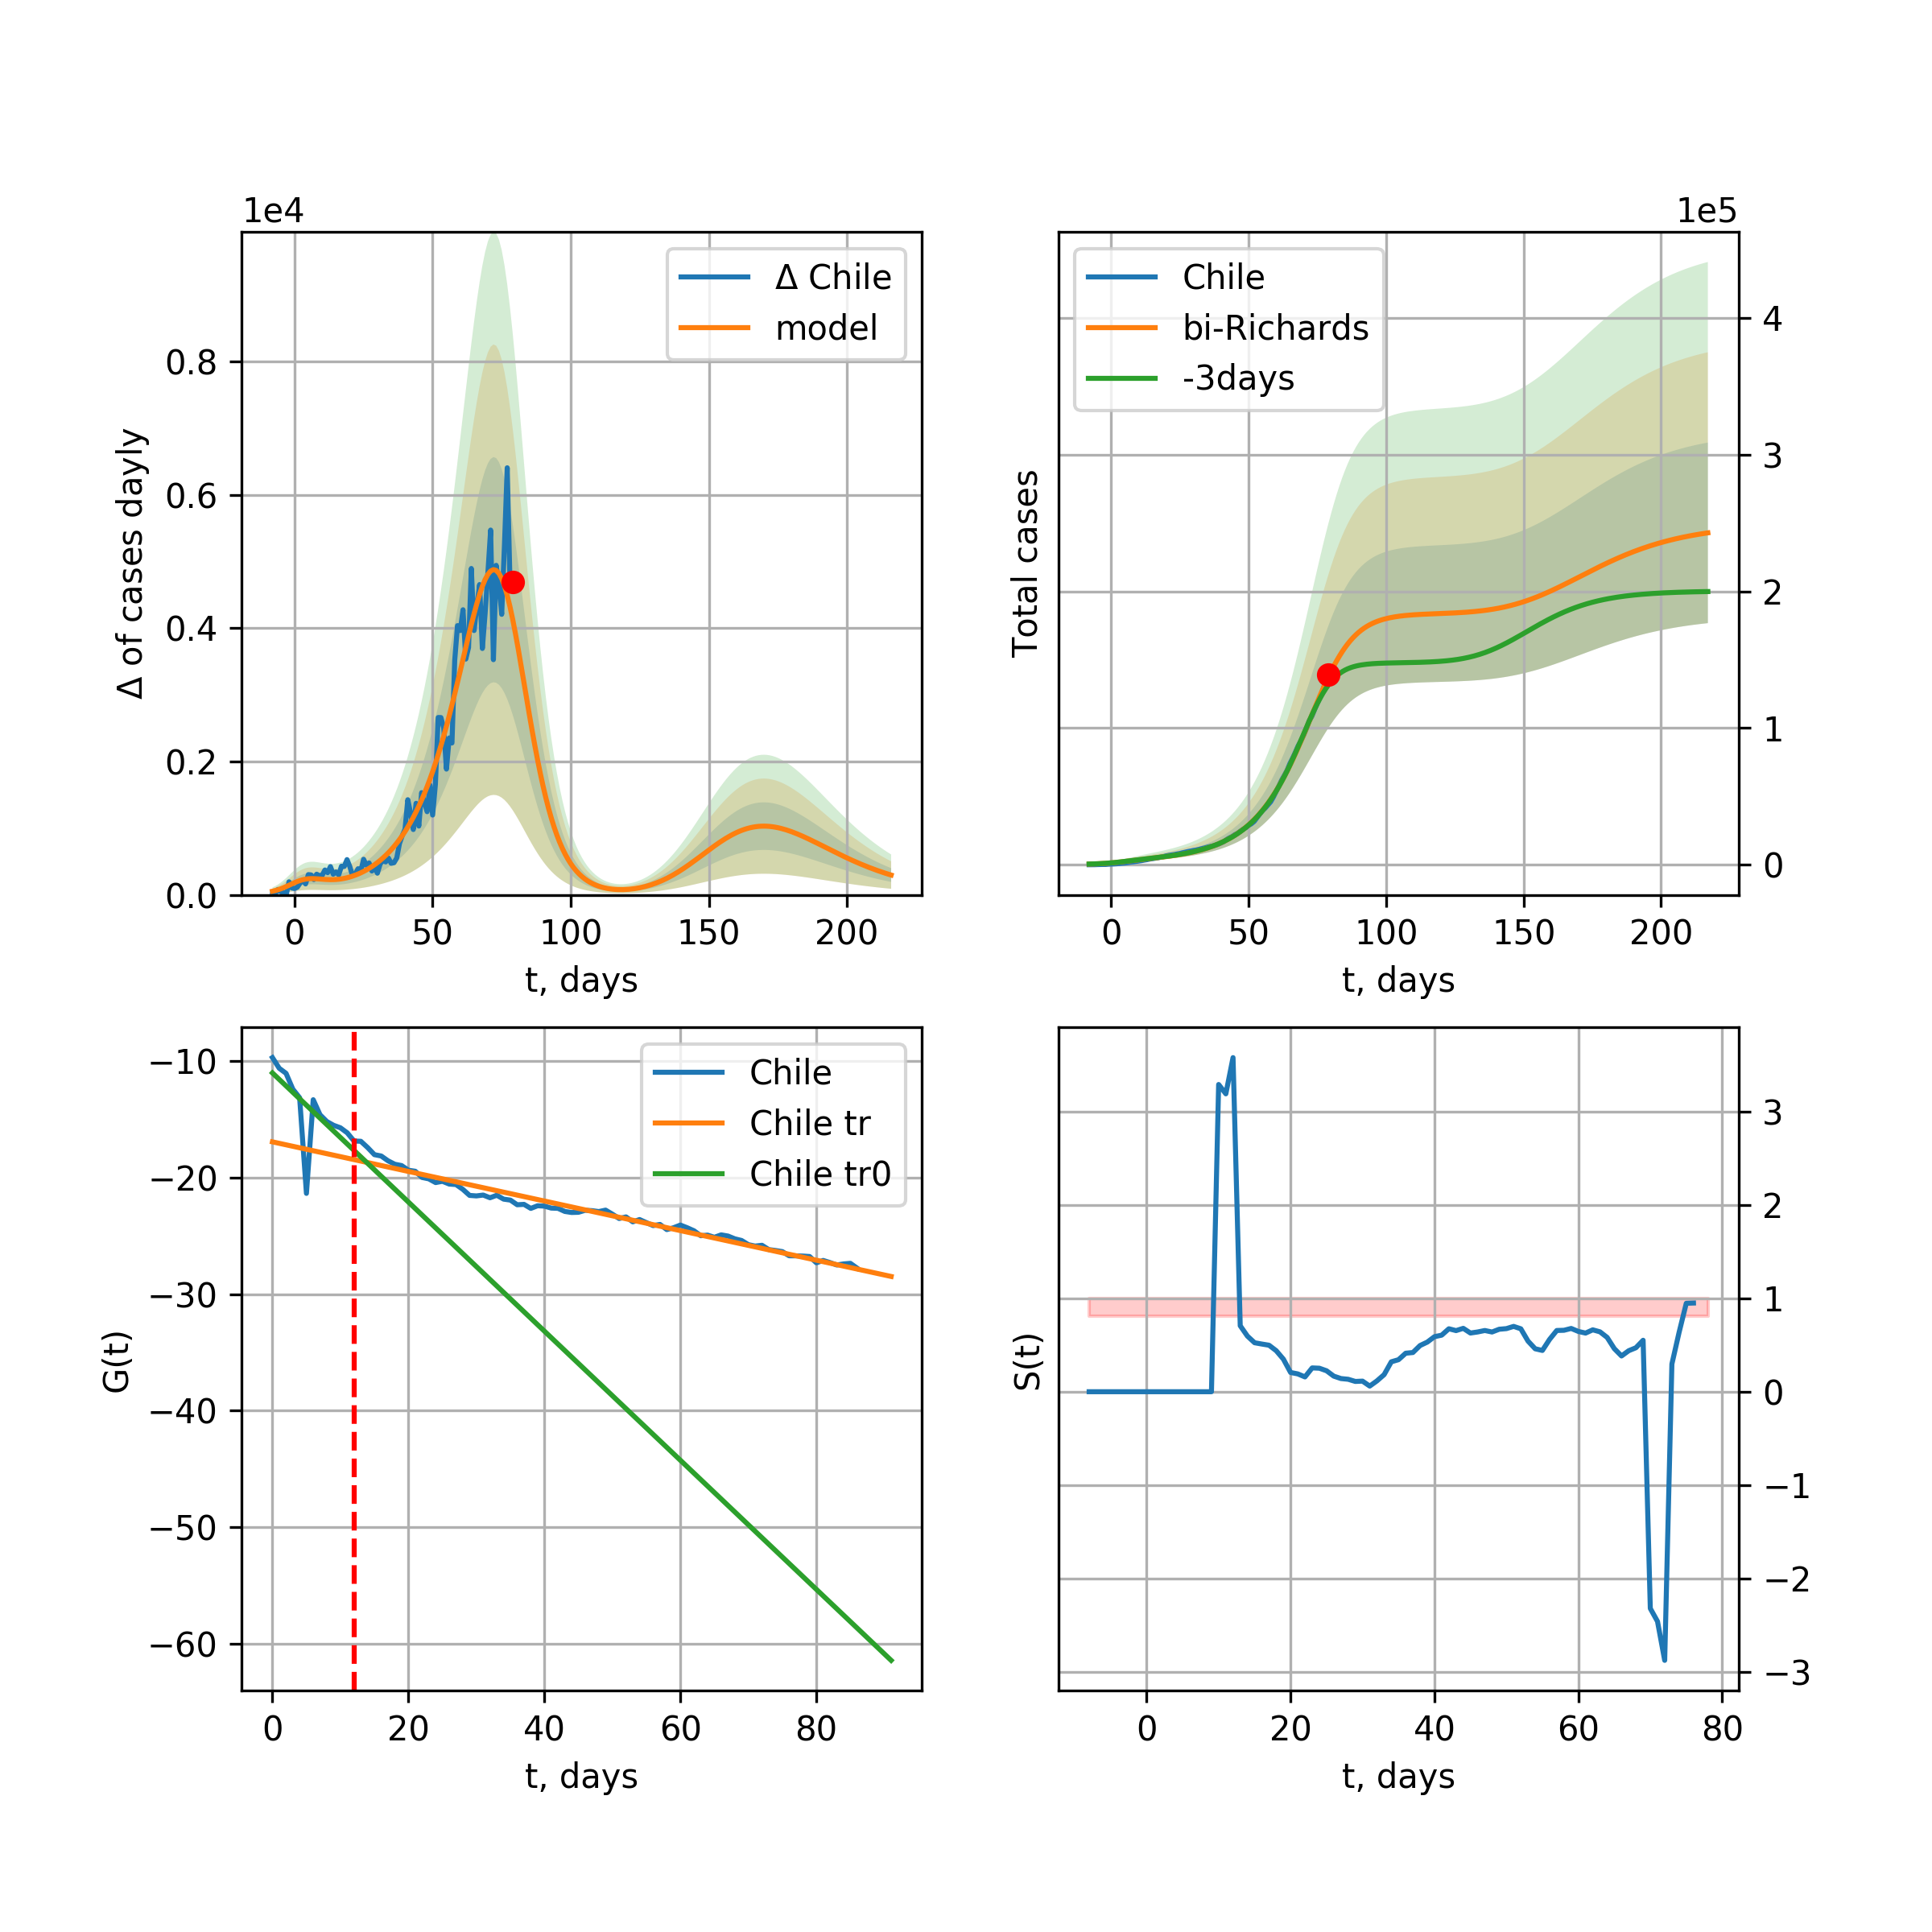 1e4
Δ of cases dayly
0.8
0.6
0.4
0.2
0.0
0 50 100 150 200
t, days
Δ Chile
model
1e5
Total cases
4
3
2
1
0
0 50 100 150 200
t, days
Chile
bi-Richards
-3days
G(t)
−10
−20
−30
−40
−50
−60
0 20 40 60 80
t, days
Chile
Chile tr
Chile tr0
S(t)
3
2
1
0
−1
−2
−3
0 20 40 60 80
t, days